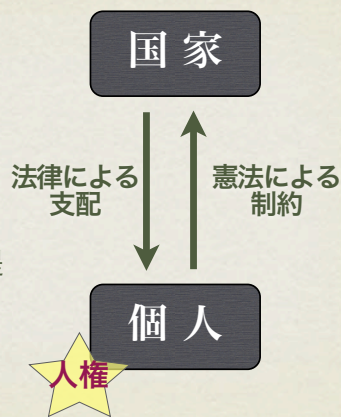 国家
法律による
支配
憲法による
制約
個人
人権